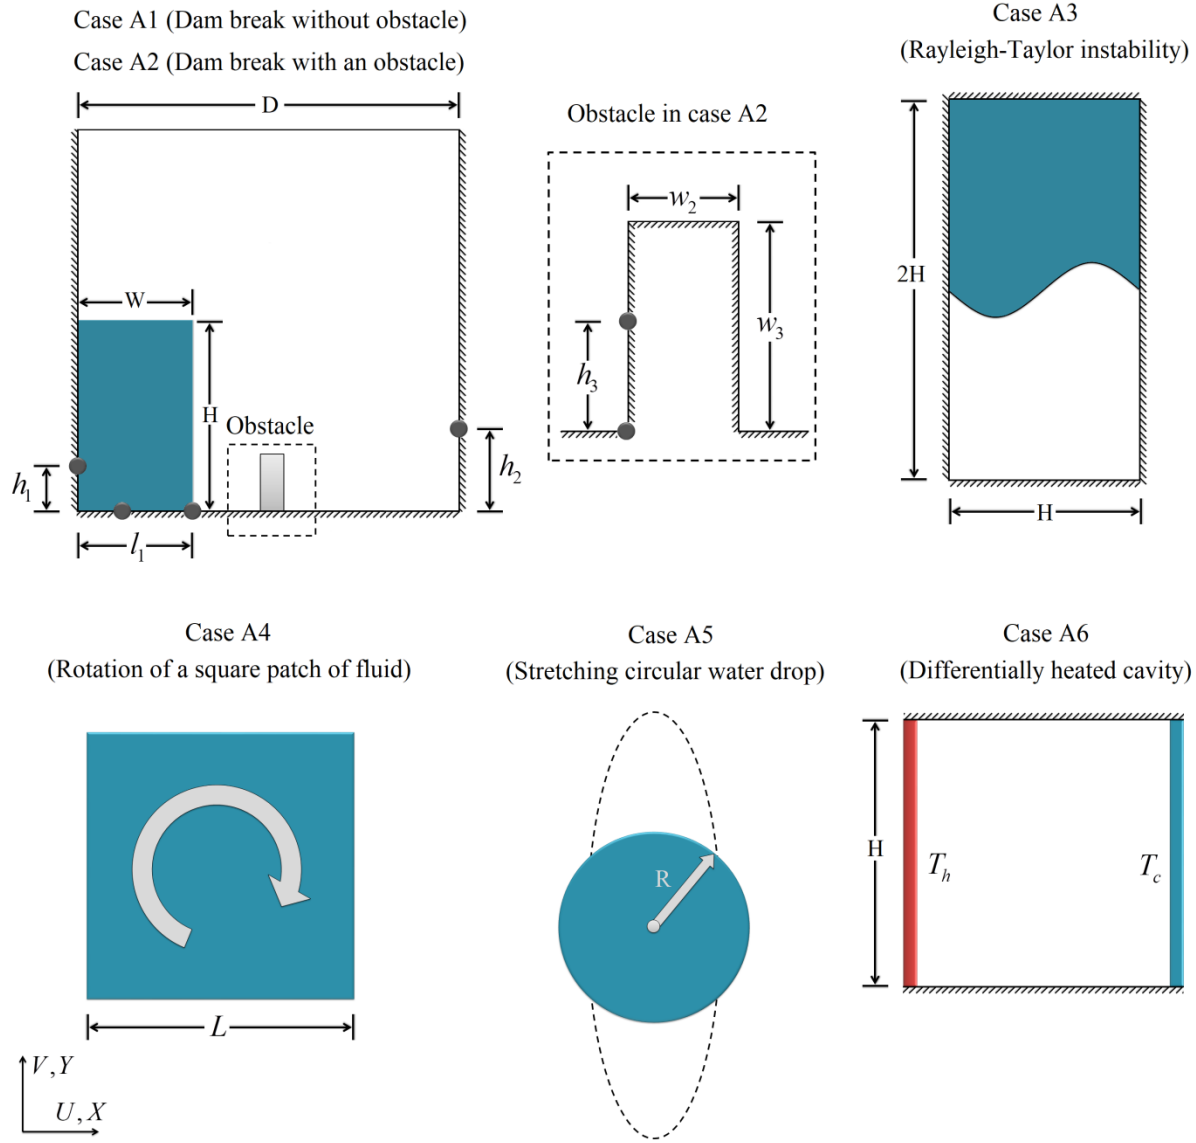 Case A1 (Dam break without obstacle)
Case A2 (Dam break with an obstacle)
D
W
H
Obstacle
h₁
l₁
h₂
Obstacle in case A2
w₂
w₃
h₃
Case A3
(Rayleigh-Taylor instability)
2H
H
Case A4
(Rotation of a square patch of fluid)
L
V,Y
U,X
Case A5
(Stretching circular water drop)
R
Case A6
(Differentially heated cavity)
H
Tₕ
T_c